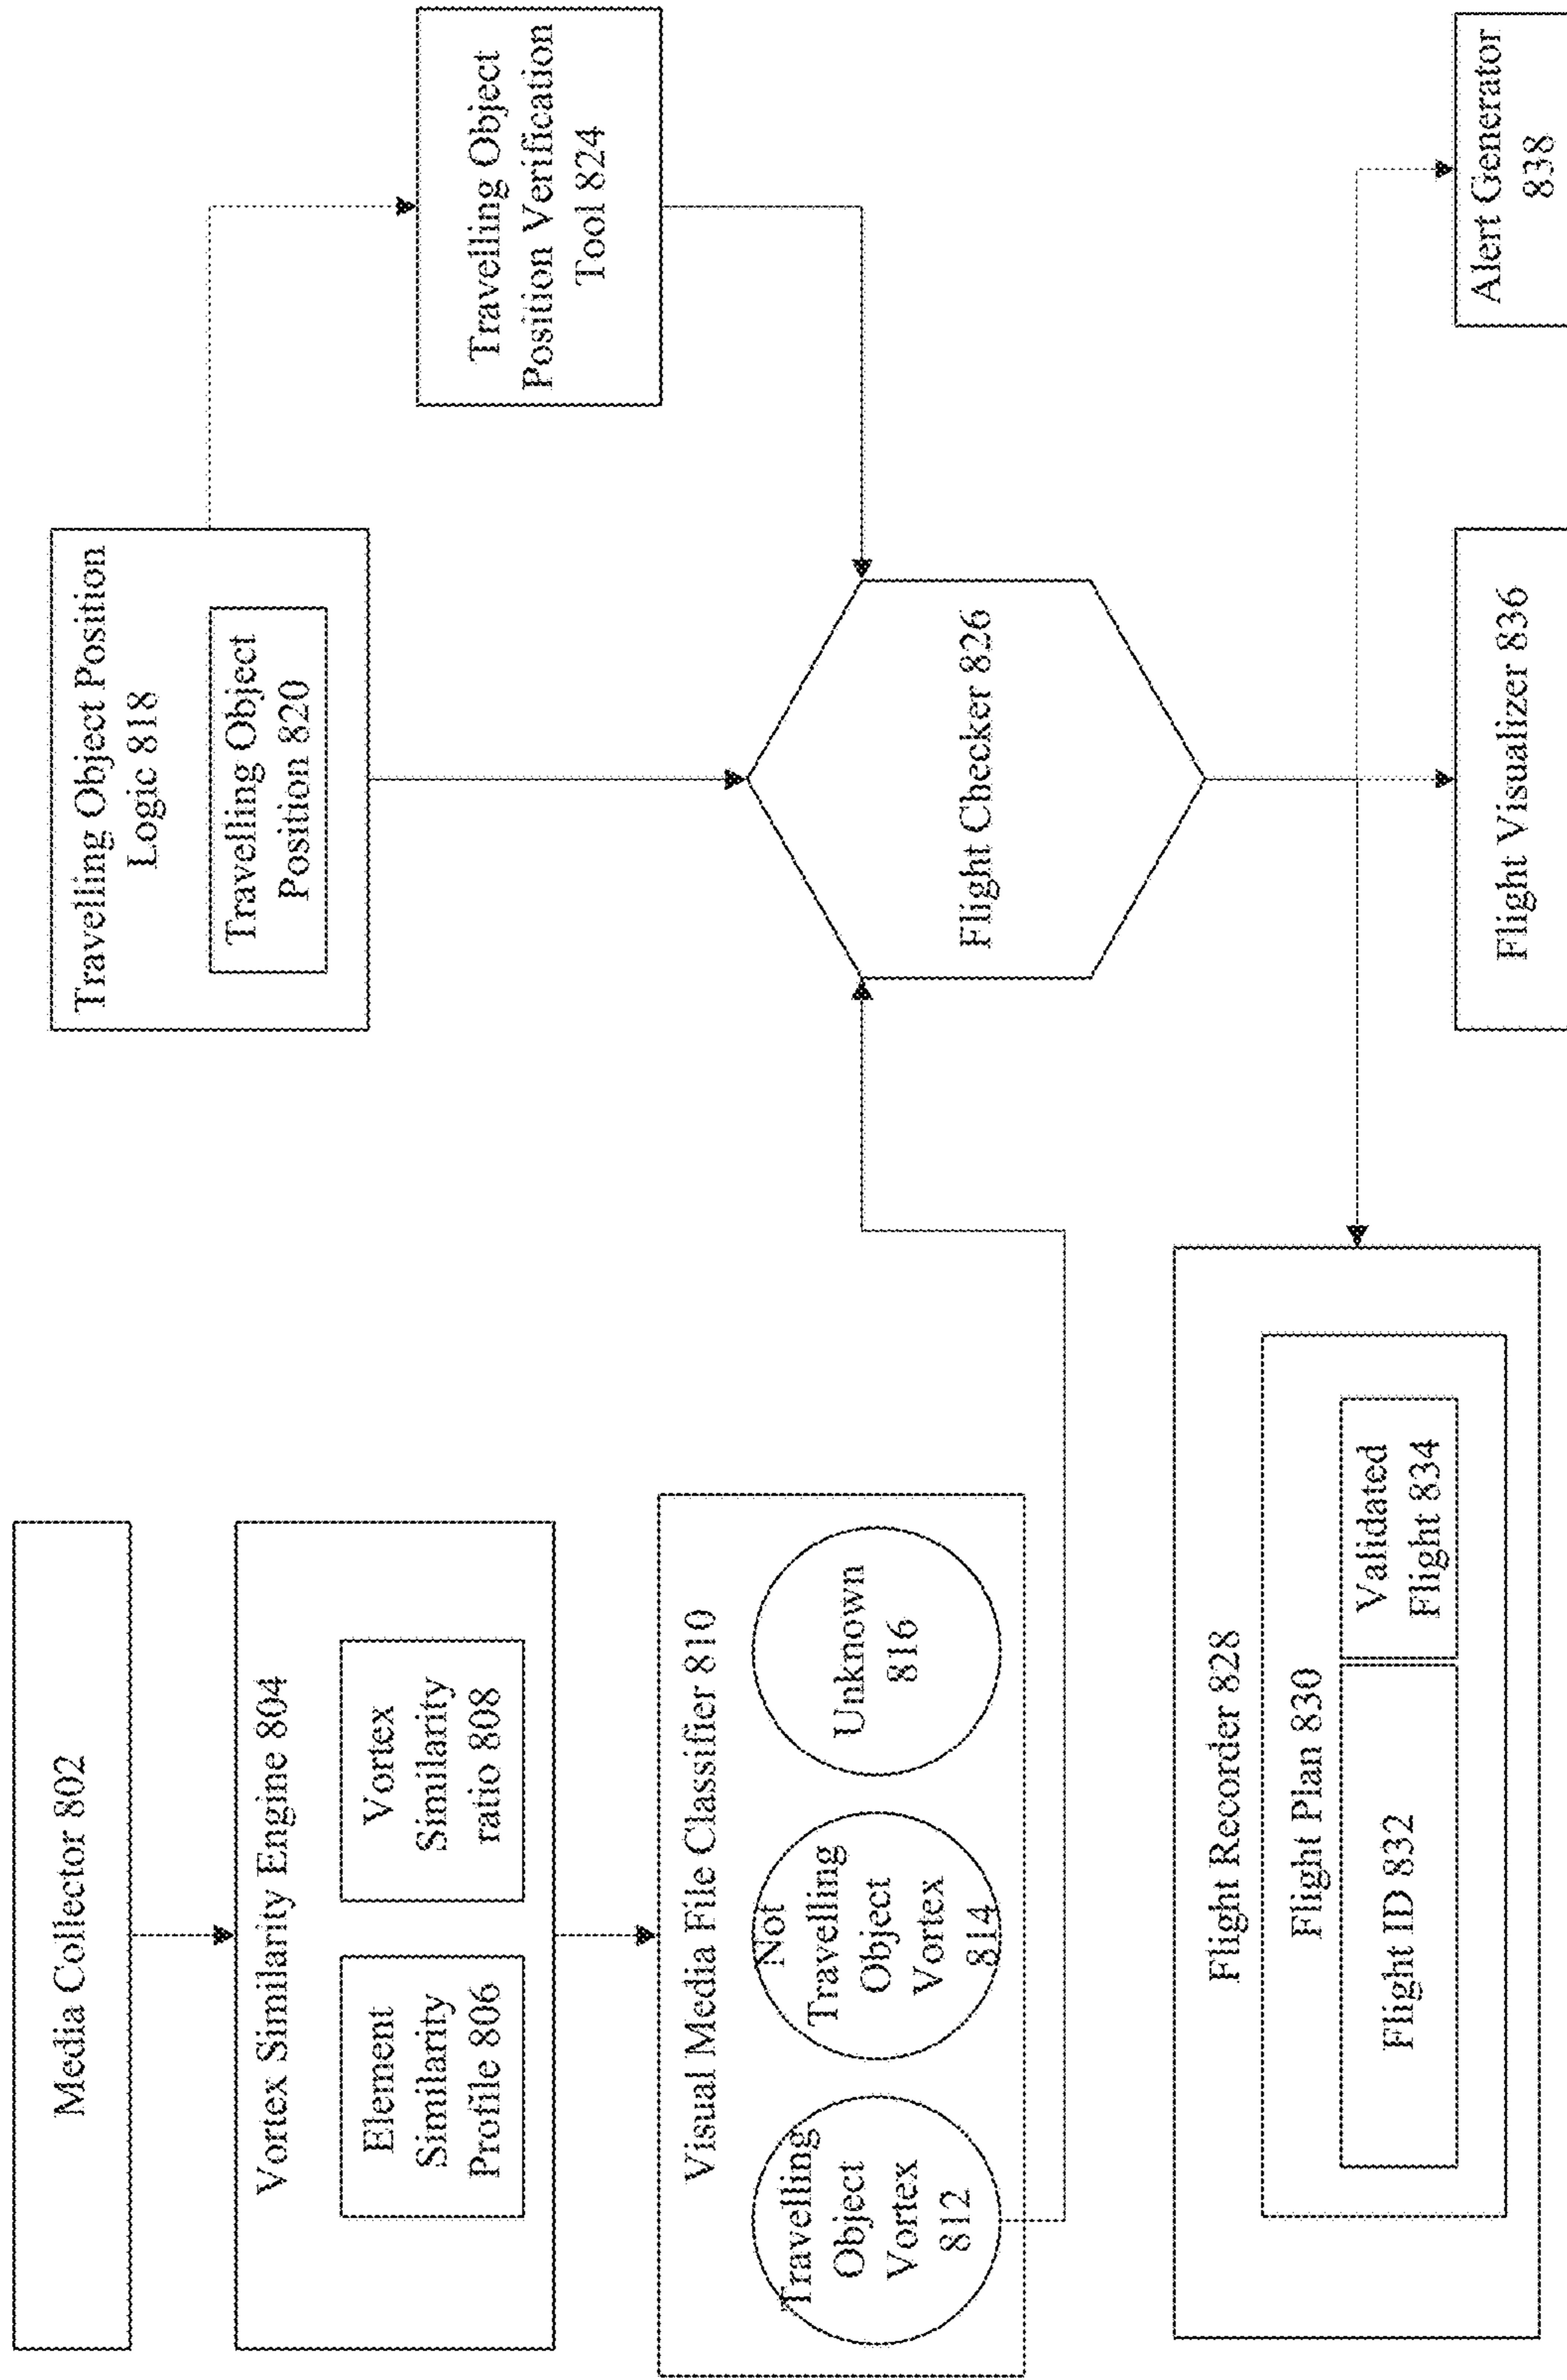 Media Collector 802
Vortex Similarity Engine 804
Element
Similarity
Profile 806
Vortex
Similarity
ratio 808
Visual Media File Classifier 810
Travelling
Object
Vortex
812
Not
Travelling
Object
Vortex
814
Unknown
816
Travelling Object Position
Logic 818
Travelling Object
Position 820
Travelling Object
Position Verification
Tool 824
Flight Checker 826
Flight Recorder 828
Flight Plan 830
Flight ID 832
Validated
Flight 834
Flight Visualizer 836
Alert Generator
838